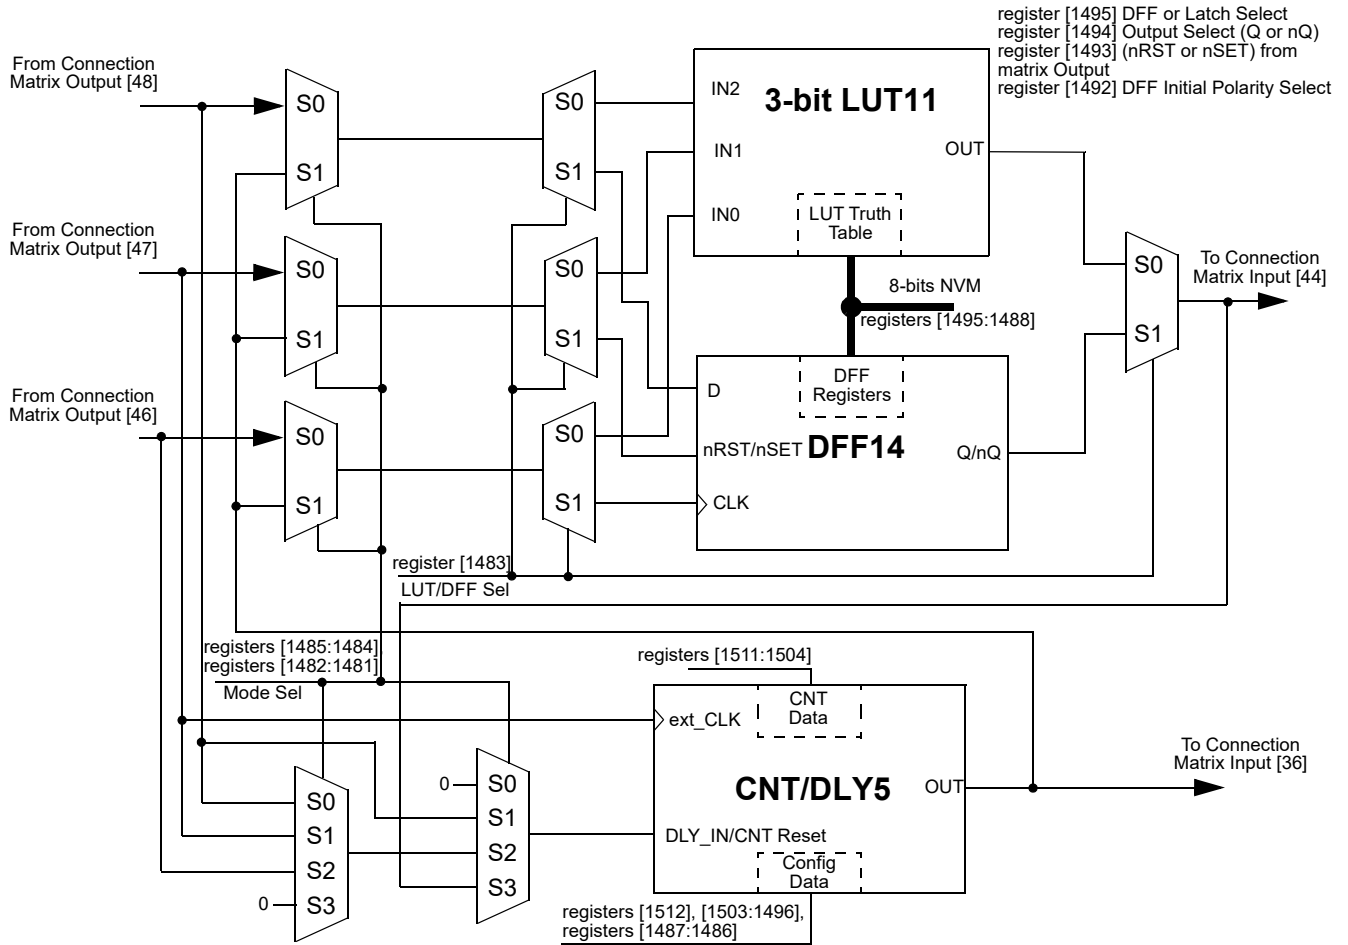 register [1495] DFF or Latch Select
register [1494] Output Select (Q or nQ)
register [1493] (nRST or nSET) from
matrix Output
register [1492] DFF Initial Polarity Select
From Connection
Matrix Output [48]
S0
S1
S0
S1
IN2
IN1
IN0
3-bit LUT11
OUT
LUT Truth
Table
From Connection
Matrix Output [47]
S0
S1
S0
S1
8-bits NVM
registers [1495:1488]
S0
S1
To Connection
Matrix Input [44]
From Connection
Matrix Output [46]
S0
S1
S0
S1
DFF
Registers
D
nRST/nSET
DFF14
Q/nQ
CLK
register [1483]
LUT/DFF Sel
registers [1485:1484],
registers [1482:1481]
Mode Sel
registers [1511:1504]
CNT
Data
ext_CLK
CNT/DLY5
OUT
To Connection
Matrix Input [36]
DLY_IN/CNT Reset
Config
Data
0
S0
S1
S2
S3
S0
S1
S2
0
S3
registers [1512], [1503:1496],
registers [1487:1486]